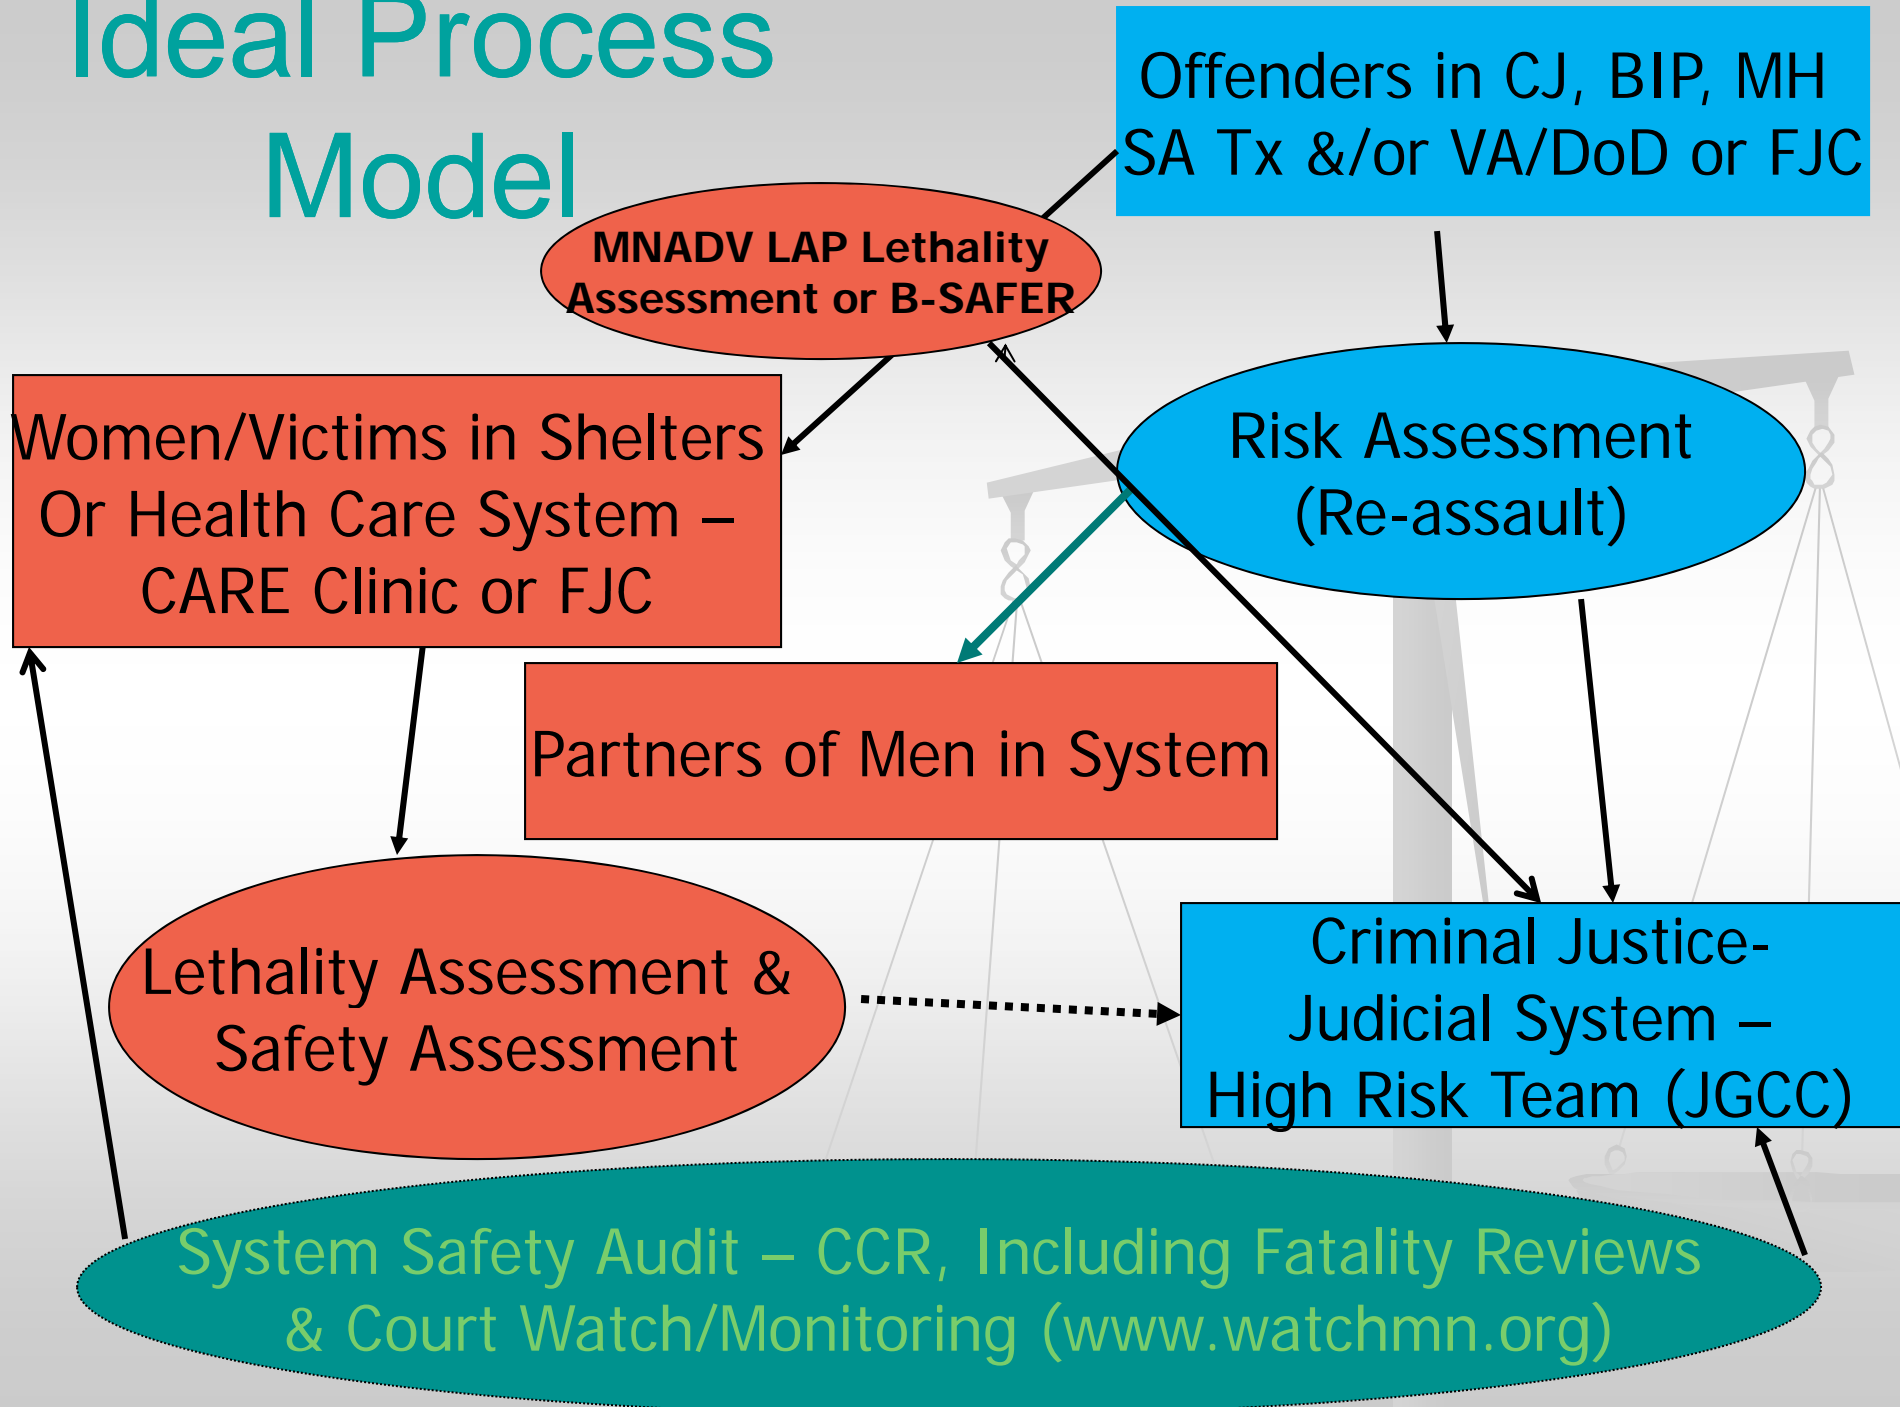 Ideal Process
Model
Offenders in CJ, BIP, MH
SA Tx &/or VA/DoD or FJC
MNADV LAP Lethality
Assessment or B-SAFER
Women/Victims in Shelters
Or Health Care System –
CARE Clinic or FJC
Risk Assessment
(Re-assault)
Partners of Men in System
Lethality Assessment &
Safety Assessment
Criminal Justice-
Judicial System –
High Risk Team (JGCC)
System Safety Audit – CCR, Including Fatality Reviews
& Court Watch/Monitoring (www.watchmn.org)